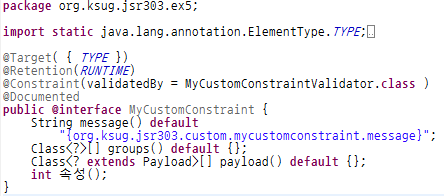 package org.ksug.jsr303.ex5;
import static java.lang.annotation.ElementType.TYPE;
@Target( { TYPE })
@Retention(RUNTIME)
@Constraint(validatedBy = MyCustomConstraintValidator.class )
@Documented
public @interface MyCustomConstraint {
String message() default
"{org.ksug.jsr303.custom.mycustomconstraint.message}";
Class<?>[] groups() default {};
Class<? extends Payload>[] payload() default {};
int 속성();
}